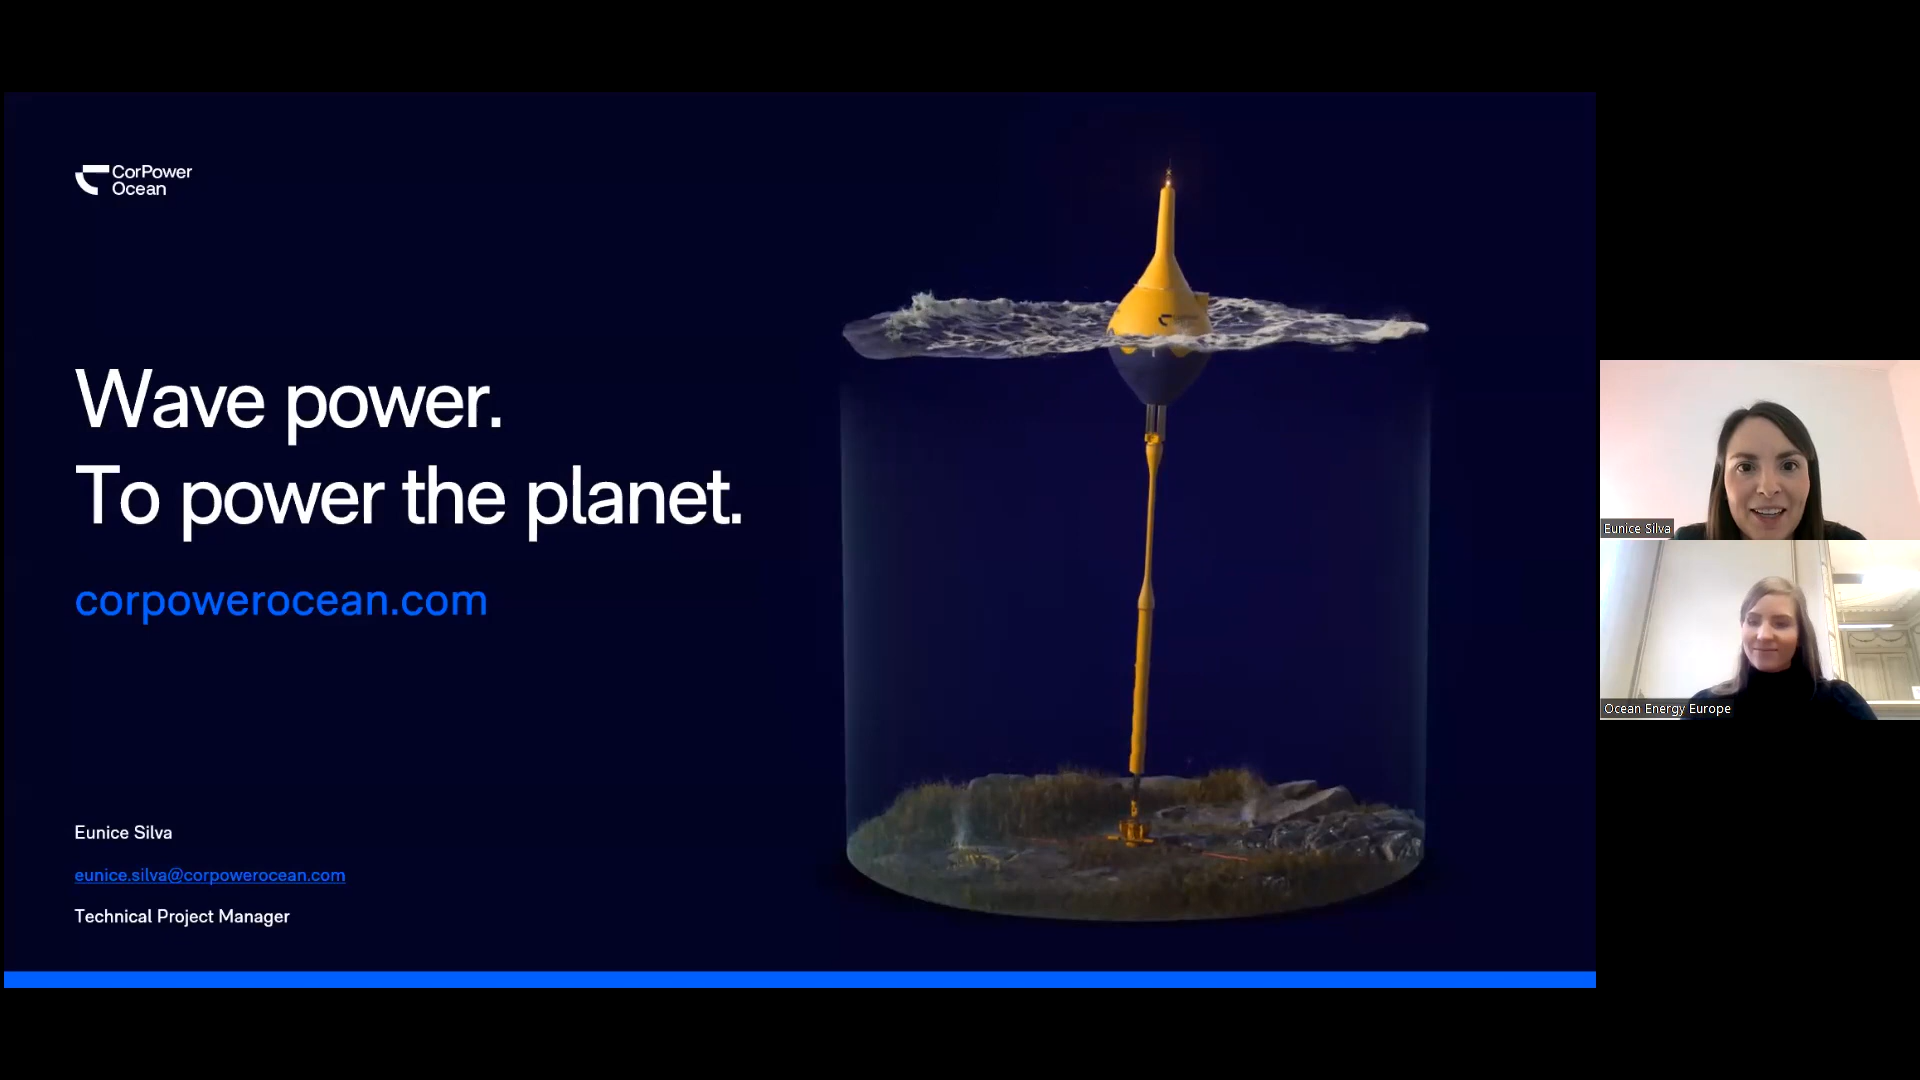 CorPower
Ocean
Wave power.
To power the planet.
corpowerocean.com
Eunice Silva
eunice.silva@corpowerocean.com
Technical Project Manager
Eunice Silva
Ocean Energy Europe